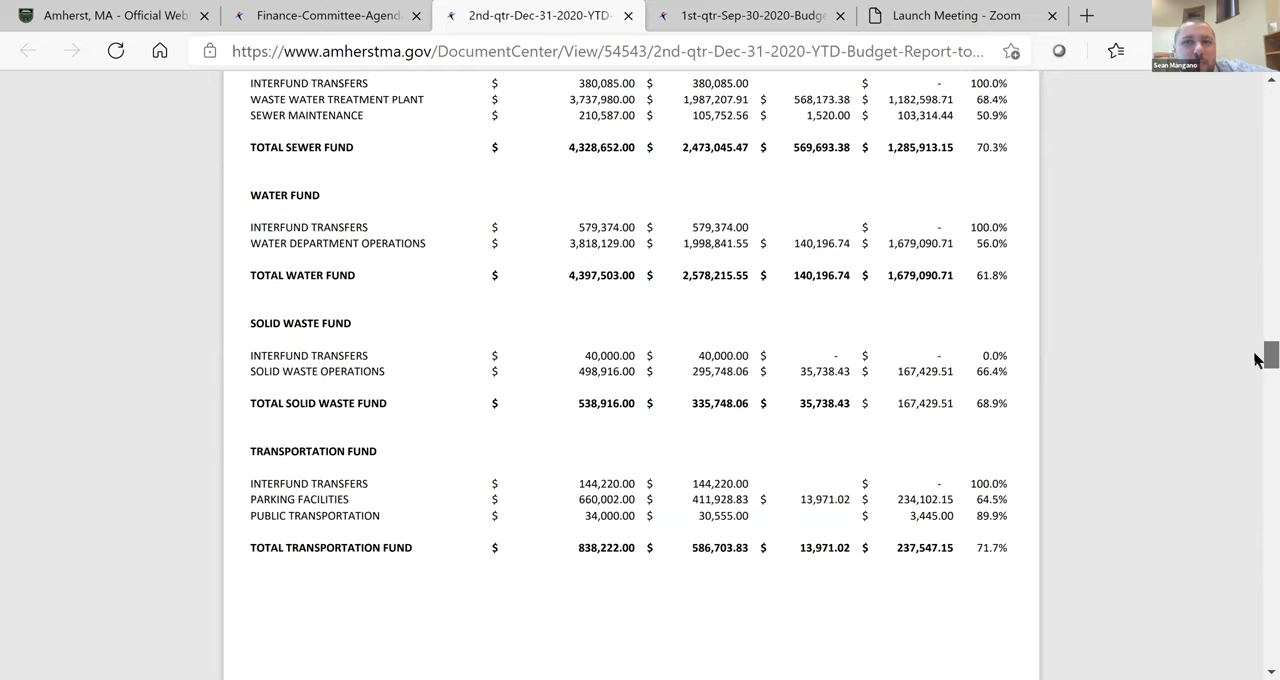 Amherst, MA - Official Web
Finance-Committee-Agend
2nd-qtr-Dec-31-2020-YTD-
1st-qtr-Sep-30-2020-Budge
Launch Meeting - Zoom
https://www.amherstma.gov/DocumentCenter/View/54543/2nd-qtr-Dec-31-2020-YTD-Budget-Report-to...
Sean Mangano
INTERFUND TRANSFERS $ 380,085.00 $ 380,085.00 $ - 100.0%
WASTE WATER TREATMENT PLANT $ 3,737,980.00 $ 1,987,207.91 $ 568,173.38 $ 1,182,598.71 68.4%
SEWER MAINTENANCE $ 210,587.00 $ 105,752.56 $ 1,520.00 $ 103,314.44 50.9%
TOTAL SEWER FUND $ 4,328,652.00 $ 2,473,045.47 $ 569,693.38 $ 1,285,913.15 70.3%
WATER FUND
INTERFUND TRANSFERS $ 579,374.00 $ 579,374.00 $ - 100.0%
WATER DEPARTMENT OPERATIONS $ 3,818,129.00 $ 1,998,841.55 $ 140,196.74 $ 1,679,090.71 56.0%
TOTAL WATER FUND $ 4,397,503.00 $ 2,578,215.55 $ 140,196.74 $ 1,679,090.71 61.8%
SOLID WASTE FUND
INTERFUND TRANSFERS $ 40,000.00 $ 40,000.00 $ - $ - 0.0%
SOLID WASTE OPERATIONS $ 498,916.00 $ 295,748.06 $ 35,738.43 $ 167,429.51 66.4%
TOTAL SOLID WASTE FUND $ 538,916.00 $ 335,748.06 $ 35,738.43 $ 167,429.51 68.9%
TRANSPORTATION FUND
INTERFUND TRANSFERS $ 144,220.00 $ 144,220.00 $ - 100.0%
PARKING FACILITIES $ 660,002.00 $ 411,928.83 $ 13,971.02 $ 234,102.15 64.5%
PUBLIC TRANSPORTATION $ 34,000.00 $ 30,555.00 $ 3,445.00 89.9%
TOTAL TRANSPORTATION FUND $ 838,222.00 $ 586,703.83 $ 13,971.02 $ 237,547.15 71.7%